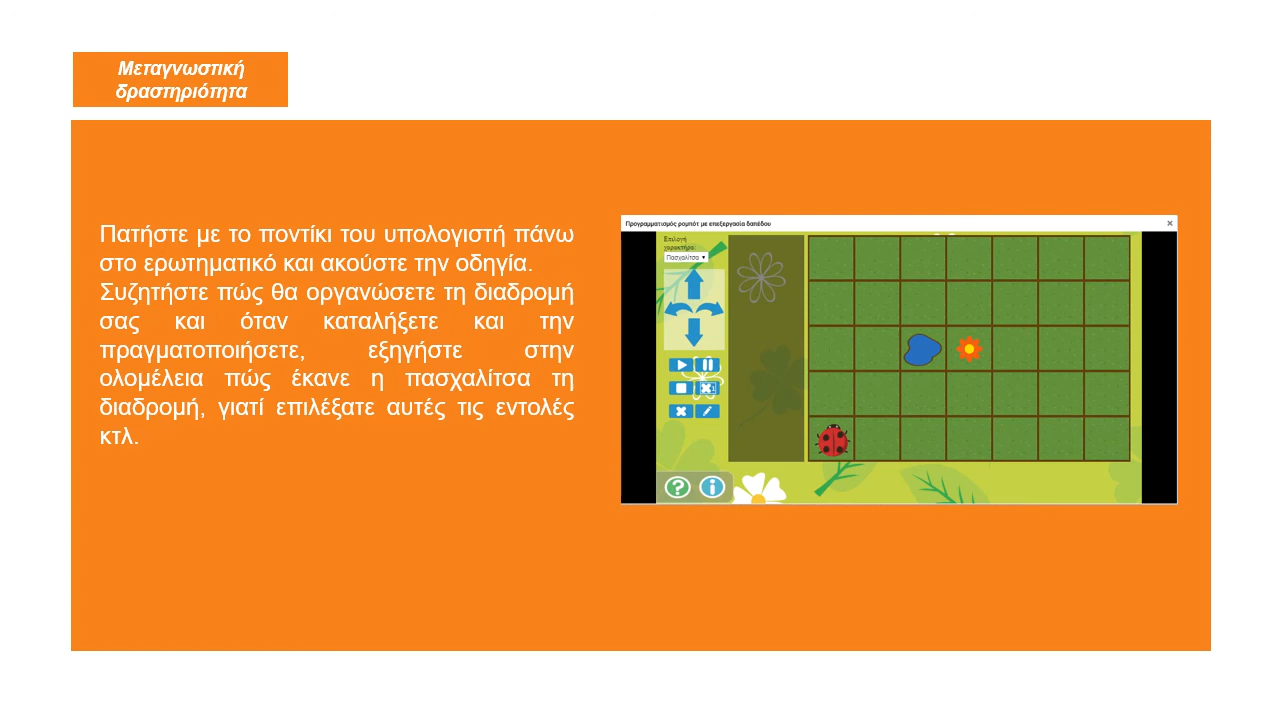 Μεταγνωστική
δραστηριότητα
Πατήστε με το ποντίκι του υπολογιστή πάνω
στο ερωτηματικό και ακούστε την οδηγία.
Συζητήστε πώς θα οργανώσετε τη διαδρομή
σας και όταν καταλήξετε και την
πραγματοποιήσετε, εξηγήστε στην
ολομέλεια πώς έκανε η πασχαλίτσα τη
διαδρομή, γιατί επιλέξατε αυτές τις εντολές
κτλ.
Προγραμματισμός ρομπότ με επεξεργασία δαπέδου
Επιλογή
χαρακτήρα:
Πασχαλίτσα